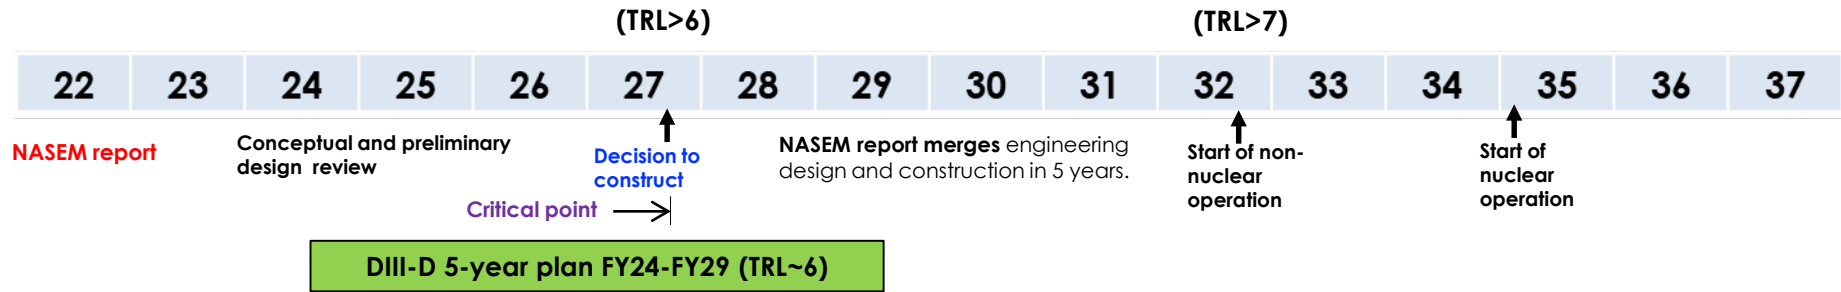 (TRL>6) (TRL>7)
22 23 24 25 26 27 28 29 30 31 32 33 34 35 36 37
NASEM report
Conceptual and preliminary
design review
Decision to
construct
Critical point
NASEM report merges engineering
design and construction in 5 years.
Start of non-
nuclear
operation
Start of
nuclear
operation
DIII-D 5-year plan FY24-FY29 (TRL~6)